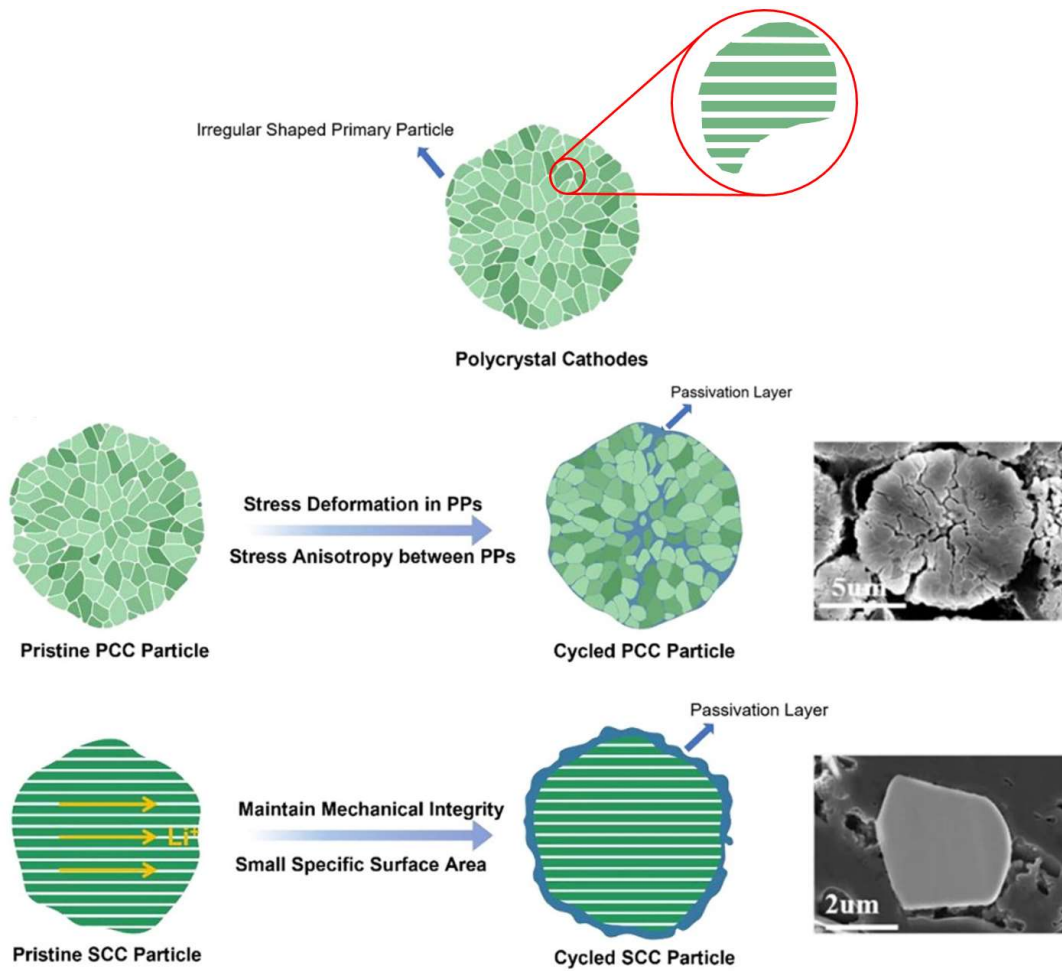 Irregular Shaped Primary Particle
Polycrystal Cathodes
Passivation Layer
Stress Deformation in PPs
Stress Anisotropy between PPs
5um
Pristine PCC Particle
Cycled PCC Particle
Passivation Layer
Maintain Mechanical Integrity
Li⁺
Small Specific Surface Area
2um
Pristine SCC Particle
Cycled SCC Particle